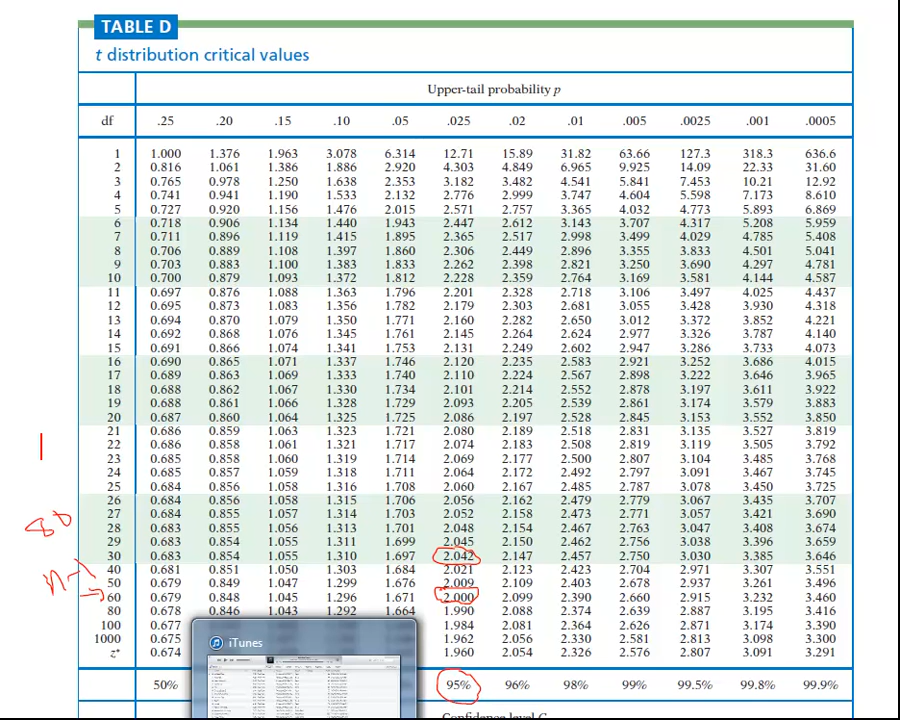 TABLE D
t distribution critical values
Upper-tail probability p
df .25 .20 .15 .10 .05 .025 .02 .01 .005 .0025 .001 .0005
1 1.000 1.376 1.963 3.078 6.314 12.71 15.89 31.82 63.66 127.3 318.3 636.6
2 0.816 1.061 1.386 1.886 2.920 4.303 4.849 6.965 9.925 14.09 22.33 31.60
3 0.765 0.978 1.250 1.638 2.353 3.182 3.482 4.541 5.841 7.453 10.21 12.92
4 0.741 0.941 1.190 1.533 2.132 2.776 2.999 3.747 4.604 5.598 7.173 8.610
5 0.727 0.920 1.156 1.476 2.015 2.571 2.757 3.365 4.032 4.773 5.893 6.869
6 0.718 0.906 1.134 1.440 1.943 2.447 2.612 3.143 3.707 4.317 5.208 5.959
7 0.711 0.896 1.119 1.415 1.895 2.365 2.517 2.998 3.499 4.029 4.785 5.408
8 0.706 0.889 1.108 1.397 1.860 2.306 2.449 2.896 3.355 3.833 4.501 5.041
9 0.703 0.883 1.100 1.383 1.833 2.262 2.398 2.821 3.250 3.690 4.297 4.781
10 0.700 0.879 1.093 1.372 1.812 2.228 2.359 2.764 3.169 3.581 4.144 4.587
11 0.697 0.876 1.088 1.363 1.796 2.201 2.328 2.718 3.106 3.497 4.025 4.437
12 0.695 0.873 1.083 1.356 1.782 2.179 2.303 2.681 3.055 3.428 3.930 4.318
13 0.694 0.870 1.079 1.350 1.771 2.160 2.282 2.650 3.012 3.372 3.852 4.221
14 0.692 0.868 1.076 1.345 1.761 2.145 2.264 2.624 2.977 3.326 3.787 4.140
15 0.691 0.866 1.074 1.341 1.753 2.131 2.249 2.602 2.947 3.286 3.733 4.073
16 0.690 0.865 1.071 1.337 1.746 2.120 2.235 2.583 2.921 3.252 3.686 4.015
17 0.689 0.863 1.069 1.333 1.740 2.110 2.224 2.567 2.898 3.222 3.646 3.965
18 0.688 0.862 1.067 1.330 1.734 2.101 2.214 2.552 2.878 3.197 3.611 3.922
19 0.688 0.861 1.066 1.328 1.729 2.093 2.205 2.539 2.861 3.174 3.579 3.883
20 0.687 0.860 1.064 1.325 1.725 2.086 2.197 2.528 2.845 3.153 3.552 3.850
21 0.686 0.859 1.063 1.323 1.721 2.080 2.189 2.518 2.831 3.135 3.527 3.819
22 0.686 0.858 1.061 1.321 1.717 2.074 2.183 2.508 2.819 3.119 3.505 3.792
23 0.685 0.858 1.060 1.319 1.714 2.069 2.177 2.500 2.807 3.104 3.485 3.768
24 0.685 0.857 1.059 1.318 1.711 2.064 2.172 2.492 2.797 3.091 3.467 3.745
25 0.684 0.856 1.058 1.316 1.708 2.060 2.167 2.485 2.787 3.078 3.450 3.725
26 0.684 0.856 1.058 1.315 1.706 2.056 2.162 2.479 2.779 3.067 3.435 3.707
27 0.684 0.855 1.057 1.314 1.703 2.052 2.158 2.473 2.771 3.057 3.421 3.690
28 0.683 0.855 1.056 1.313 1.701 2.048 2.154 2.467 2.763 3.047 3.408 3.674
29 0.683 0.854 1.055 1.311 1.699 2.045 2.150 2.462 2.756 3.038 3.396 3.659
30 0.683 0.854 1.055 1.310 1.697 2.042 2.147 2.457 2.750 3.030 3.385 3.646
40 0.681 0.851 1.050 1.303 1.684 2.021 2.123 2.423 2.704 2.971 3.307 3.551
50 0.679 0.849 1.047 1.299 1.676 2.009 2.109 2.403 2.678 2.937 3.261 3.496
60 0.679 0.848 1.045 1.296 1.671 2.000 2.099 2.390 2.660 2.915 3.232 3.460
80 0.678 0.846 1.043 1.292 1.664 1.990 2.088 2.374 2.639 2.887 3.195 3.416
100 0.677 1.984 2.081 2.364 2.626 2.871 3.174 3.390
1000 0.675 1.962 2.056 2.330 2.581 2.813 3.098 3.300
z* 0.674 1.960 2.054 2.326 2.576 2.807 3.091 3.291
50% 95% 96% 98% 99% 99.5% 99.8% 99.9%
Confidence level C
iTunes
80